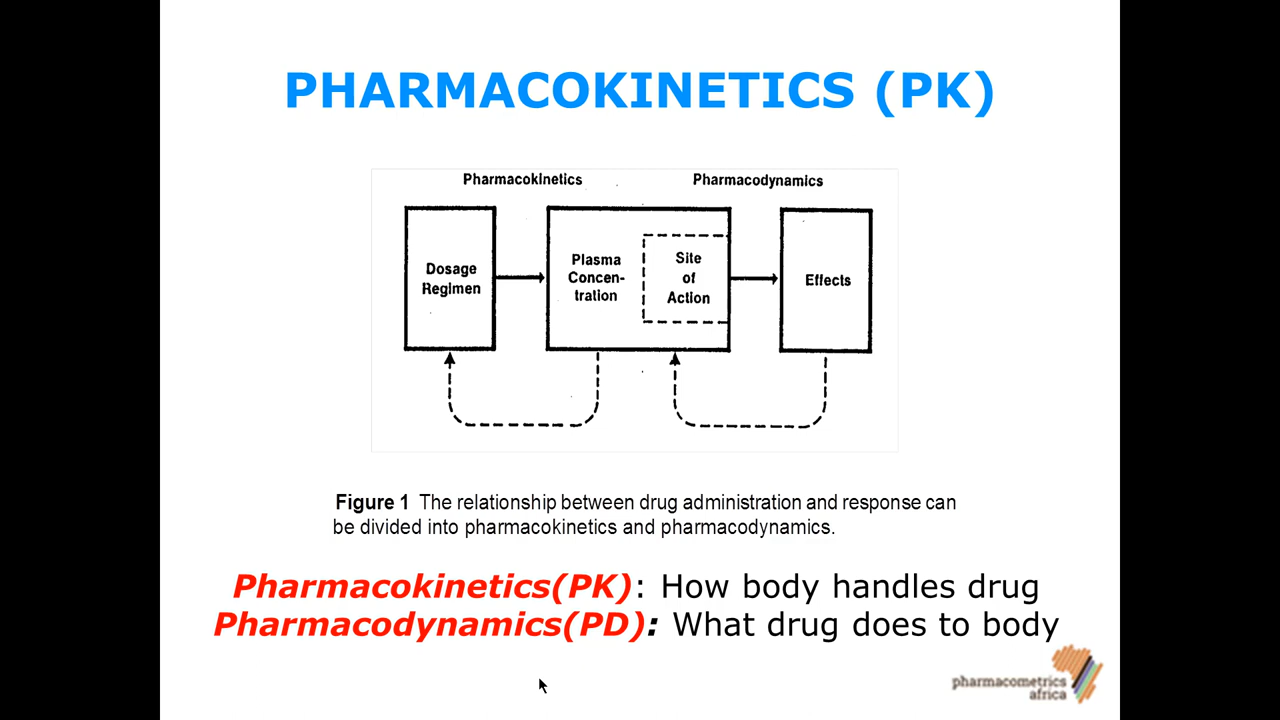 PHARMACOKINETICS (PK)
Pharmacokinetics
Pharmacodynamics
Dosage
Regimen
Plasma
Concen-
tration
Site
of
Action
Effects
Figure 1 The relationship between drug administration and response can
be divided into pharmacokinetics and pharmacodynamics.
Pharmacokinetics(PK): How body handles drug
Pharmacodynamics(PD): What drug does to body
pharmacometrics
africa